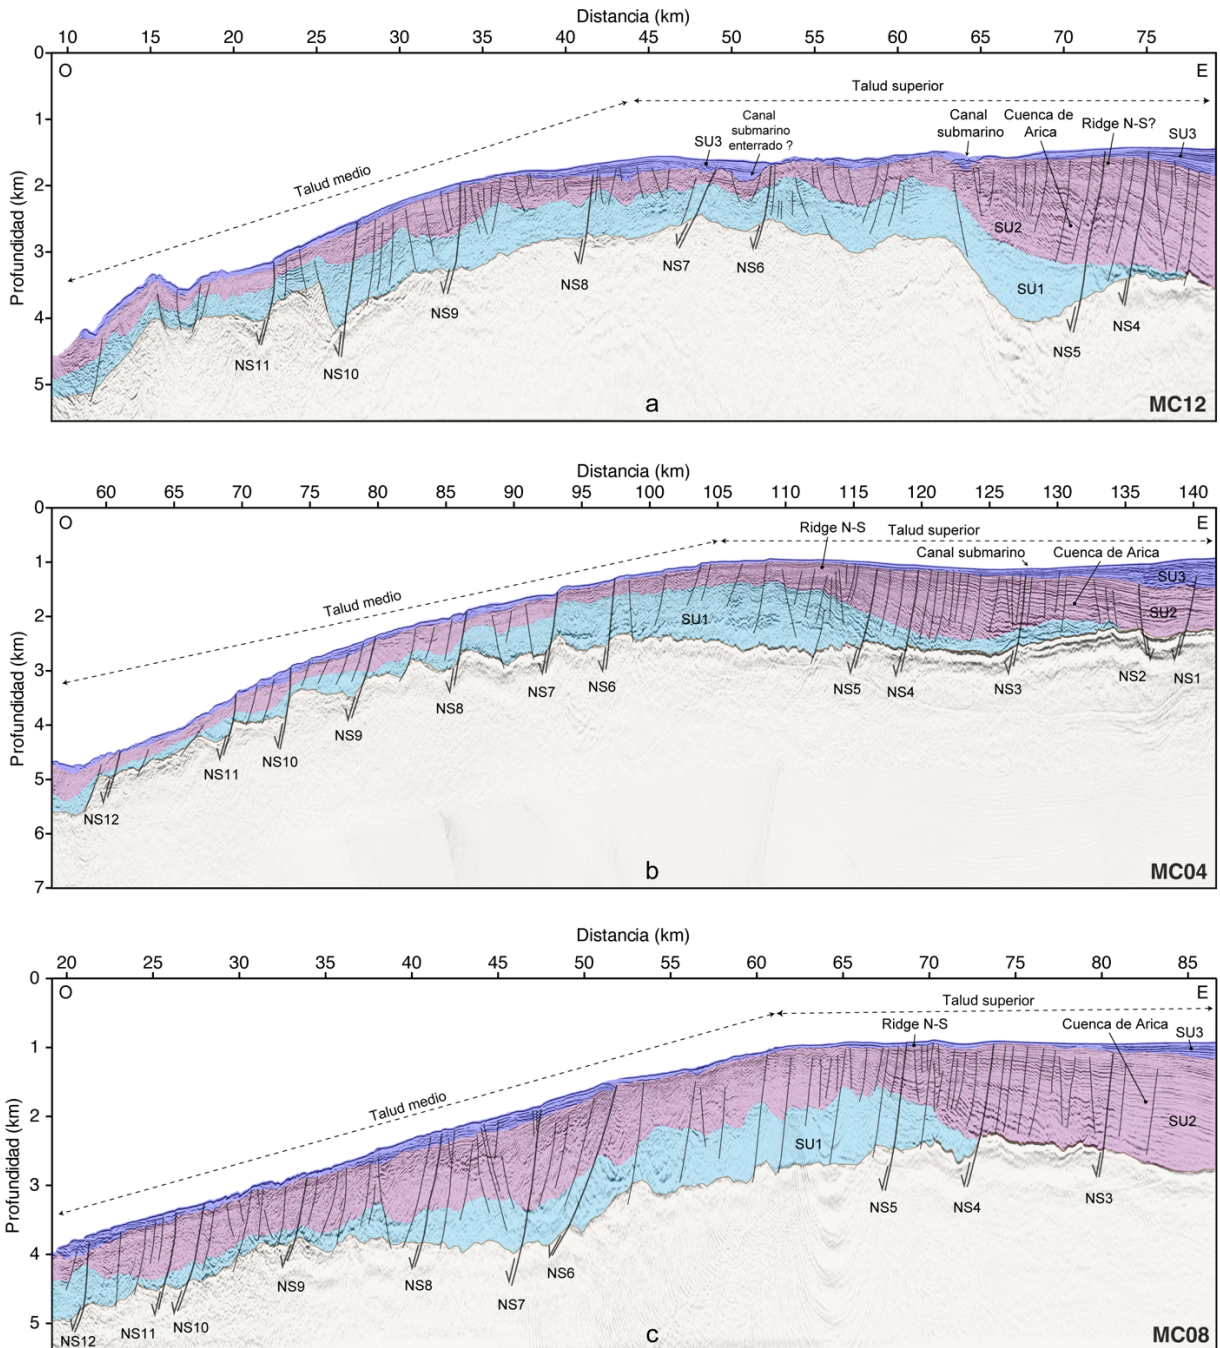 Distancia (km)
10 15 20 25 30 35 40 45 50 55 60 65 70 75
0
O
E
Talud superior
1
Canal
submarino
enterrado ?
Canal
submarino
Cuenca de
Arica
Ridge N-S?
SU3
SU3
Talud medio
2
Profundidad (km)
SU2
3
NS7
NS6
NS8
SU1
4
NS9
NS4
NS5
NS11
NS10
5
a
MC12
Distancia (km)
60 65 70 75 80 85 90 95 100 105 110 115 120 125 130 135 140
0
O
E
Ridge N-S
Talud superior
Canal submarino
Cuenca de Arica
1
SU3
Talud medio
2
SU1
SU2
3
Profundidad (km)
NS8
NS7
NS6
NS5
NS4
NS3
NS2
NS1
4
NS9
NS11
NS10
5
NS12
6
b
MC04
7
Distancia (km)
20 25 30 35 40 45 50 55 60 65 70 75 80 85
0
O
E
Talud superior
Ridge N-S
Cuenca de Arica
SU3
1
Talud medio
2
SU1
SU2
Profundidad (km)
3
NS5
NS4
NS3
4
NS9
NS8
NS6
NS7
5
NS12
NS11
NS10
c
MC08